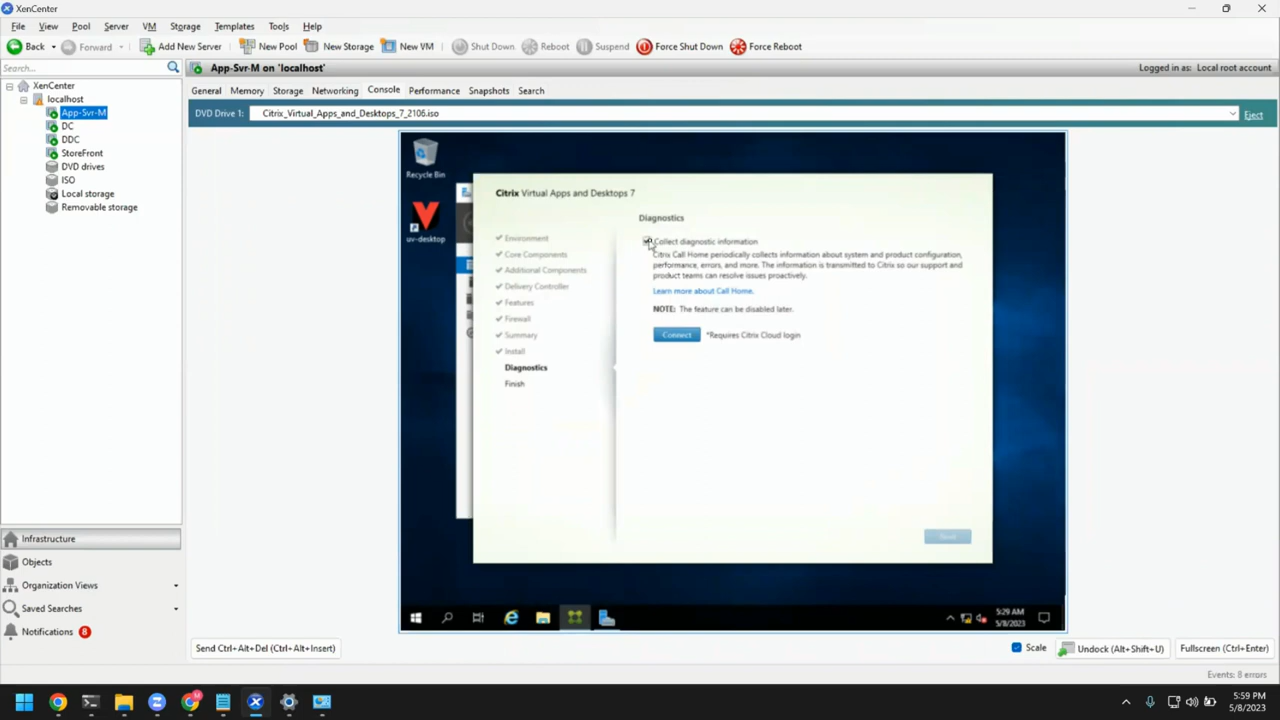 XenCenter
File View Pool Server VM Storage Templates Tools Help
Back Forward Add New Server New Pool New Storage New VM Shut Down Reboot Suspend Force Shut Down Force Reboot
Search...
App-Svr-M on 'localhost' Logged in as: Local root account
XenCenter
localhost
App-Svr-M
DC
DDC
StoreFront
DVD drives
ISO
Local storage
Removable storage
General Memory Storage Networking Console Performance Snapshots Search
DVD Drive 1: Citrix_Virtual_Apps_and_Desktops_7_2106.iso Eject
Recycle Bin
uv-desktop
Citrix Virtual Apps and Desktops 7
Environment
Core Components
Additional Components
Delivery Controller
Features
Firewall
Summary
Install
Diagnostics
Finish
Diagnostics
Collect diagnostic information
Citrix Call Home periodically collects information about system and product configuration,
performance, errors, and more. The information is transmitted to Citrix so our support and
product teams can resolve issues proactively.
Learn more about Call Home.
NOTE: The feature can be disabled later.
Connect *Requires Citrix Cloud login
5:29 AM
5/8/2023
Infrastructure
Objects
Organization Views
Saved Searches
Notifications 8
Send Ctrl+Alt+Del (Ctrl+Alt+Insert) Scale Undock (Alt+Shift+U) Fullscreen (Ctrl+Enter)
Events: 8 errors
5:59 PM
5/8/2023